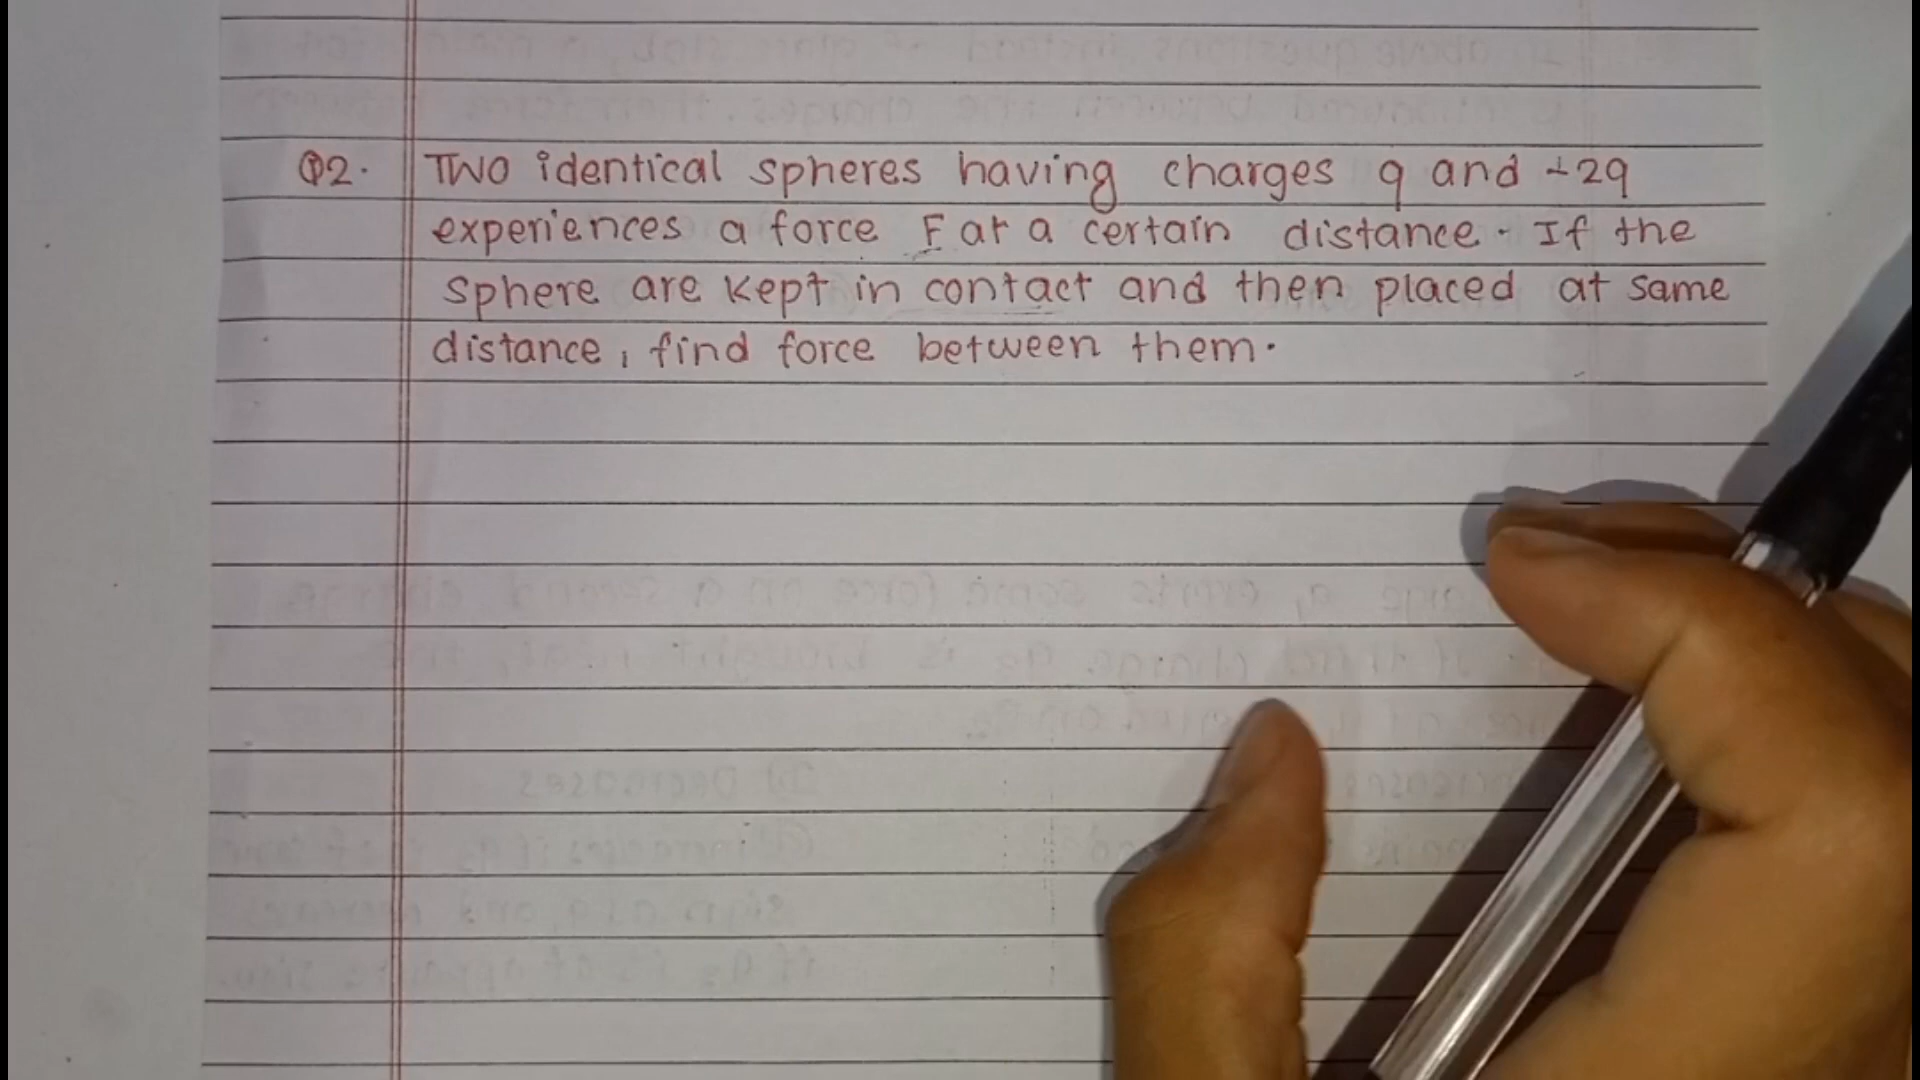 Q2. Two identical spheres having charges q and -2q
experiences a force F at a certain distance. If the
sphere are kept in contact and then placed at same
distance, find force between them.